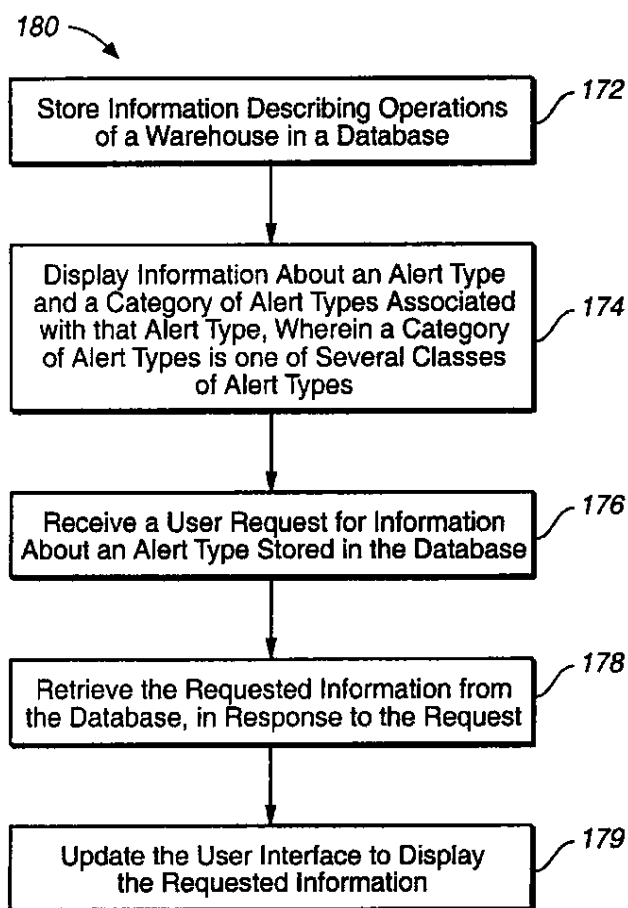 180
172
Store Information Describing Operations
of a Warehouse in a Database
Display Information About an Alert Type
and a Category of Alert Types Associated
with that Alert Type, Wherein a Category
of Alert Types is one of Several Classes
of Alert Types
174
Receive a User Request for Information
About an Alert Type Stored in the Database
176
Retrieve the Requested Information from
the Database, in Response to the Request
178
Update the User Interface to Display
the Requested Information
179